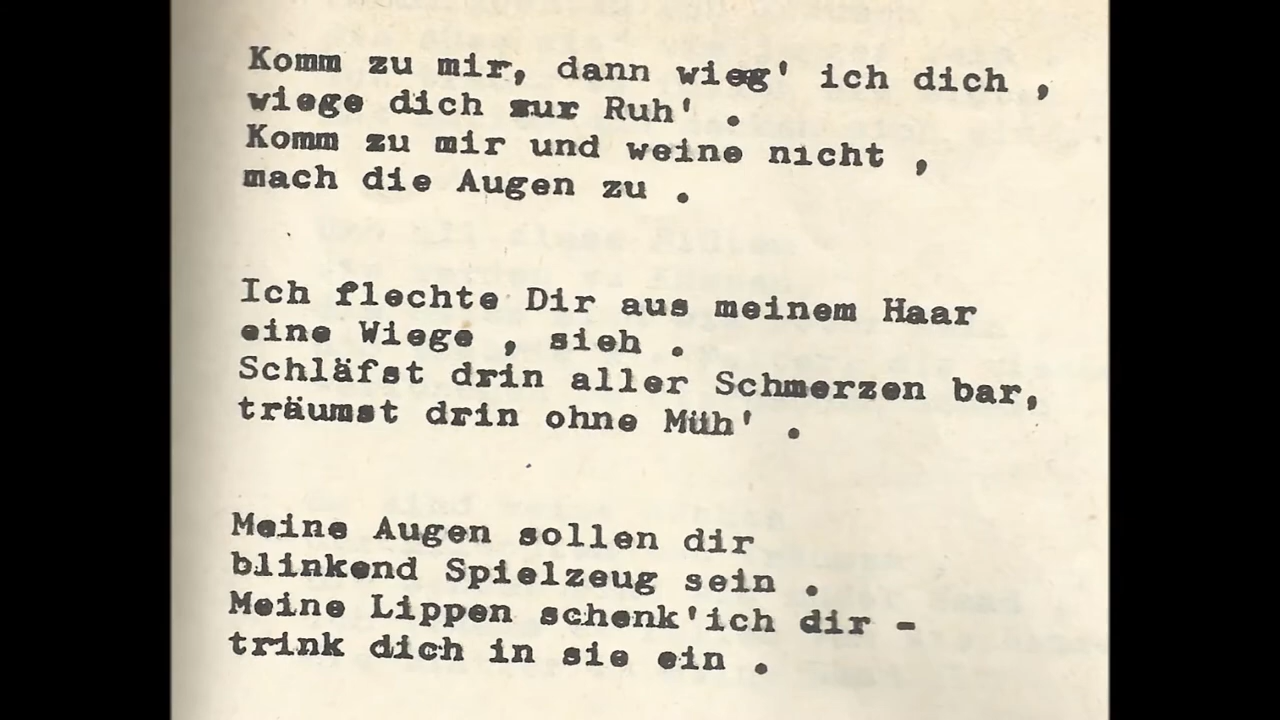 Komm zu mir, dann wieg' ich dich ,
wiege dich zur Ruh' .
Komm zu mir und weine nicht ,
mach die Augen zu .
Ich flechte Dir aus meinem Haar
eine Wiege , sieh .
Schläfst drin aller Schmerzen bar,
träumst drin ohne Müh' .
Meine Augen sollen dir
blinkend Spielzeug sein .
Meine Lippen schenk'ich dir -
trink dich in sie ein .